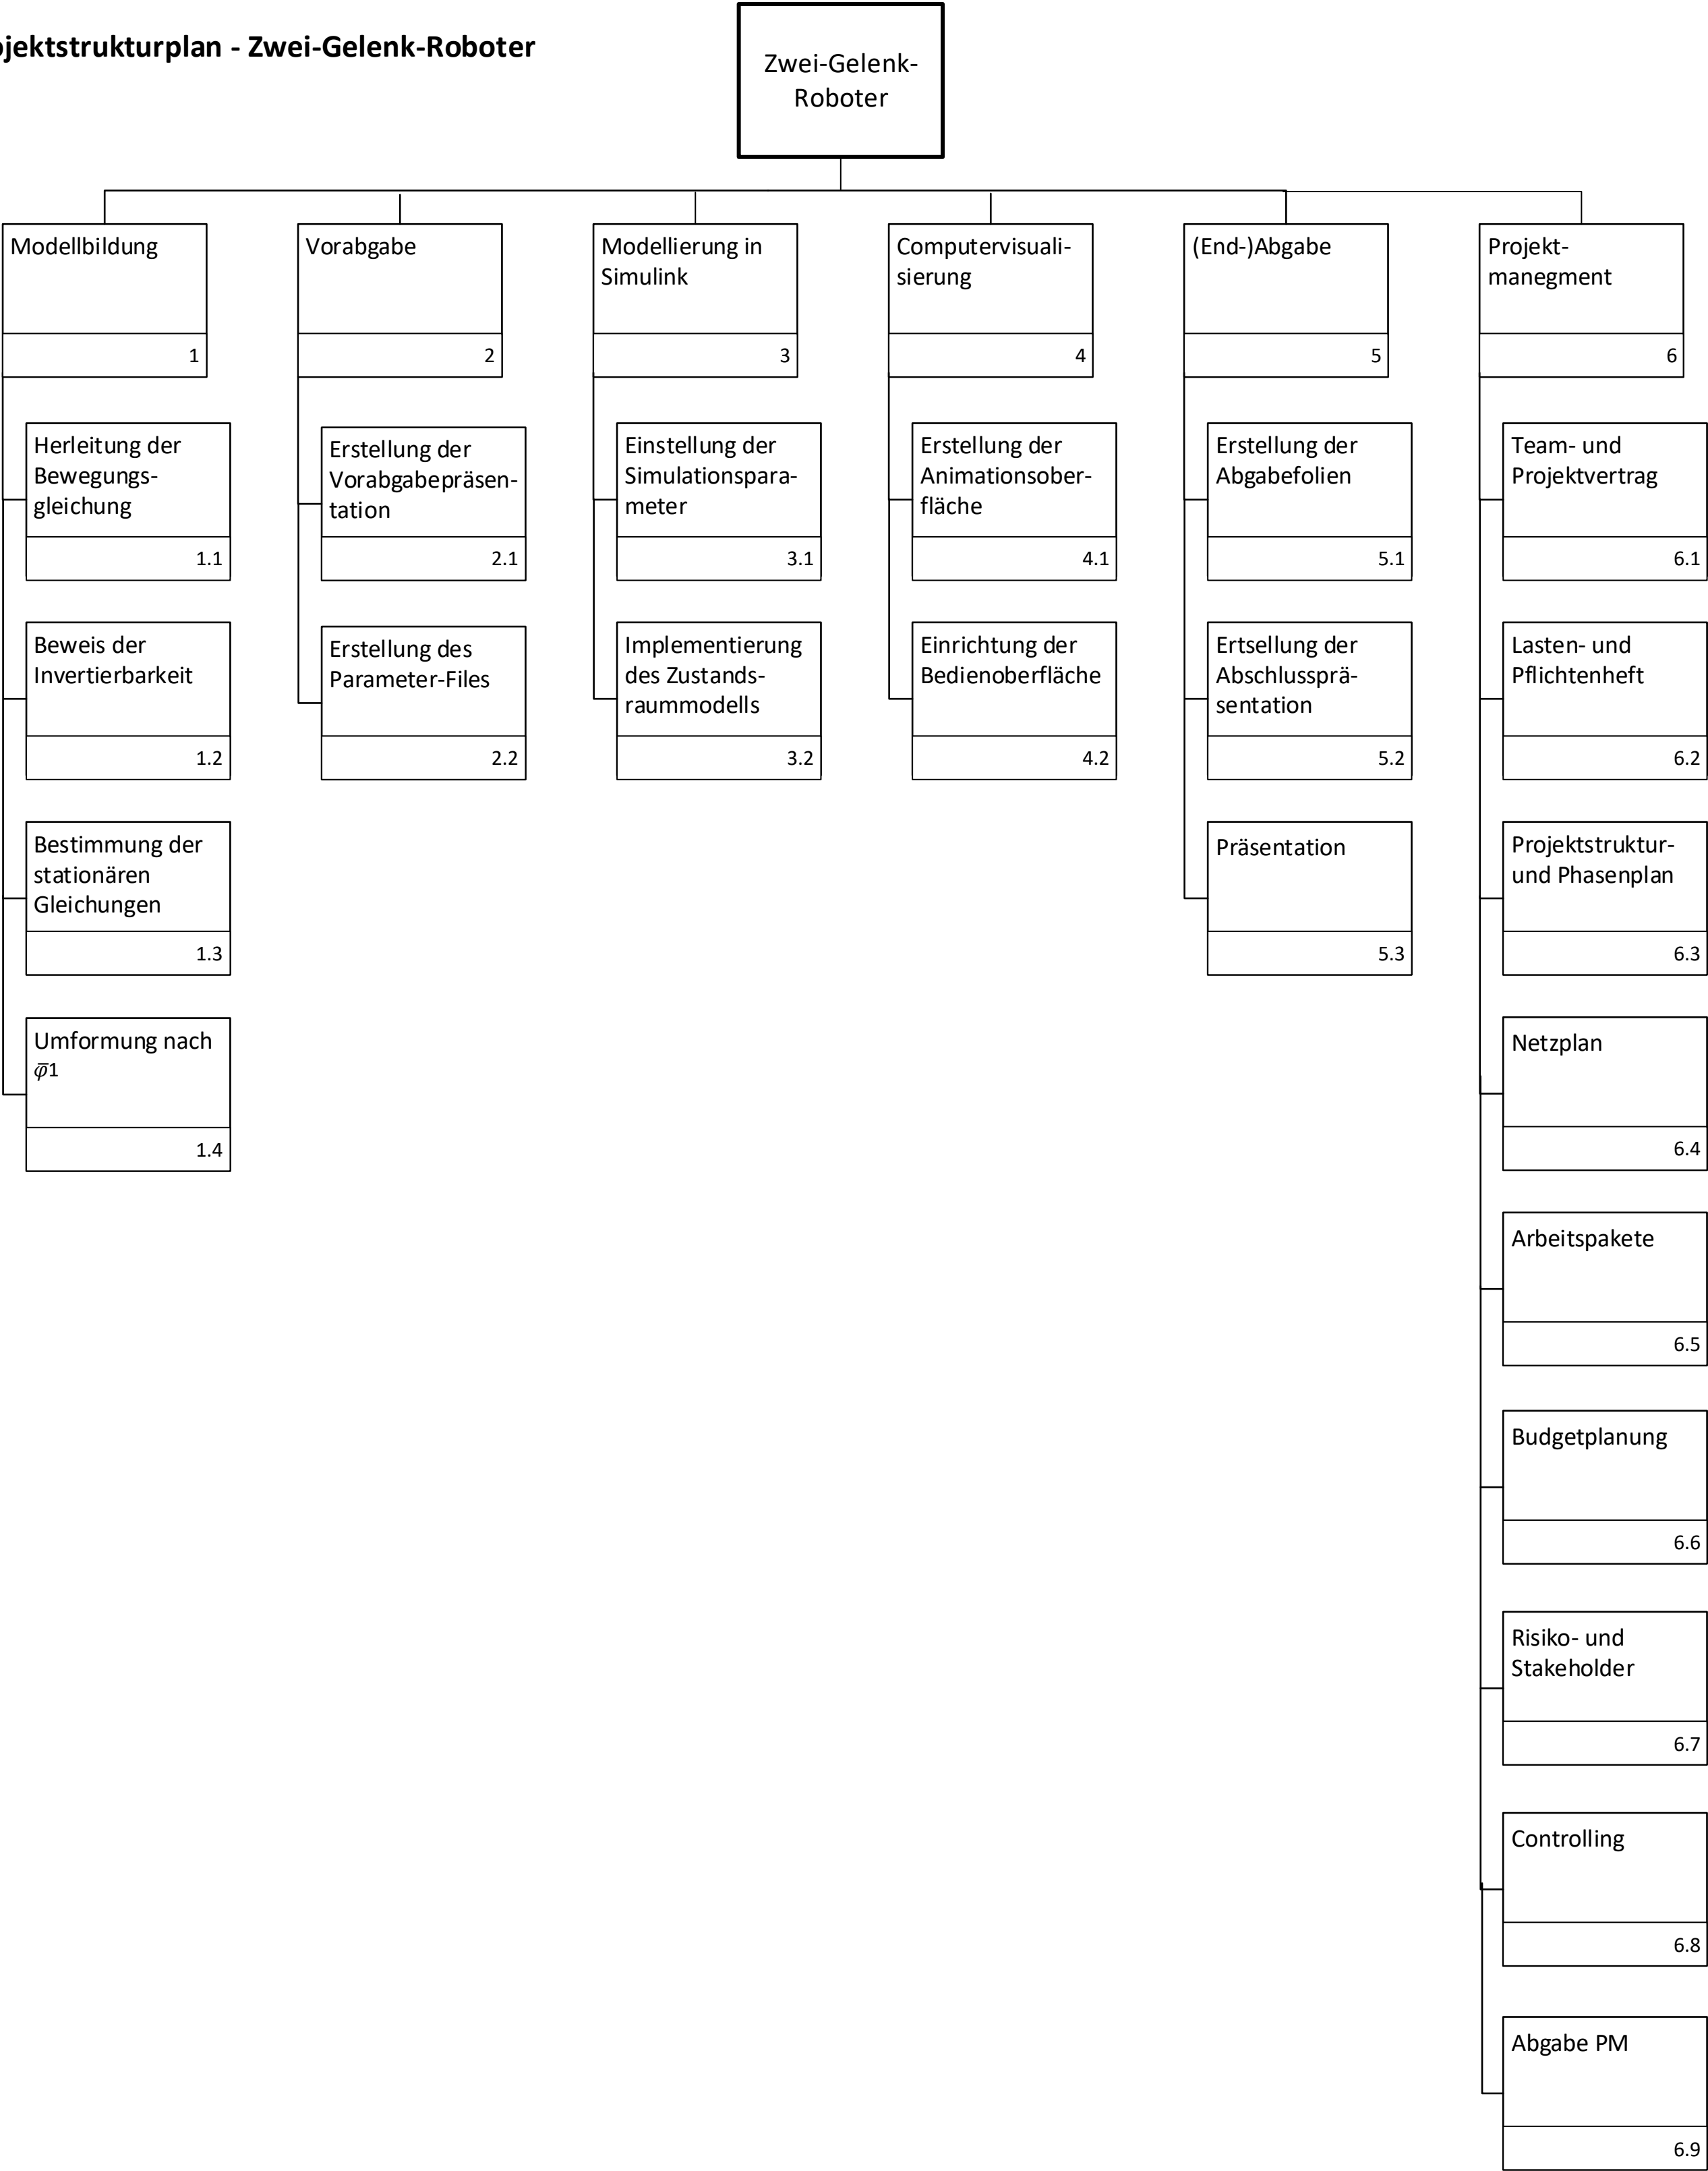 jektstrukturplan - Zwei-Gelenk-Roboter
Zwei-Gelenk-
Roboter
Modellbildung
1
Herleitung der
Bewegungs-
gleichung
1.1
Beweis der
Invertierbarkeit
1.2
Bestimmung der
stationären
Gleichungen
1.3
Umformung nach
φ̅1
1.4
Vorabgabe
2
Erstellung der
Vorabgabepräsen-
tation
2.1
Erstellung des
Parameter-Files
2.2
Modellierung in
Simulink
3
Einstellung der
Simulationspara-
meter
3.1
Implementierung
des Zustands-
raummodells
3.2
Computervisuali-
sierung
4
Erstellung der
Animationsober-
fläche
4.1
Einrichtung der
Bedienoberfläche
4.2
(End-)Abgabe
5
Erstellung der
Abgabefolien
5.1
Ertsellung der
Abschlussprä-
sentation
5.2
Präsentation
5.3
Projekt-
manegment
6
Team- und
Projektvertrag
6.1
Lasten- und
Pflichtenheft
6.2
Projektstruktur-
und Phasenplan
6.3
Netzplan
6.4
Arbeitspakete
6.5
Budgetplanung
6.6
Risiko- und
Stakeholder
6.7
Controlling
6.8
Abgabe PM
6.9